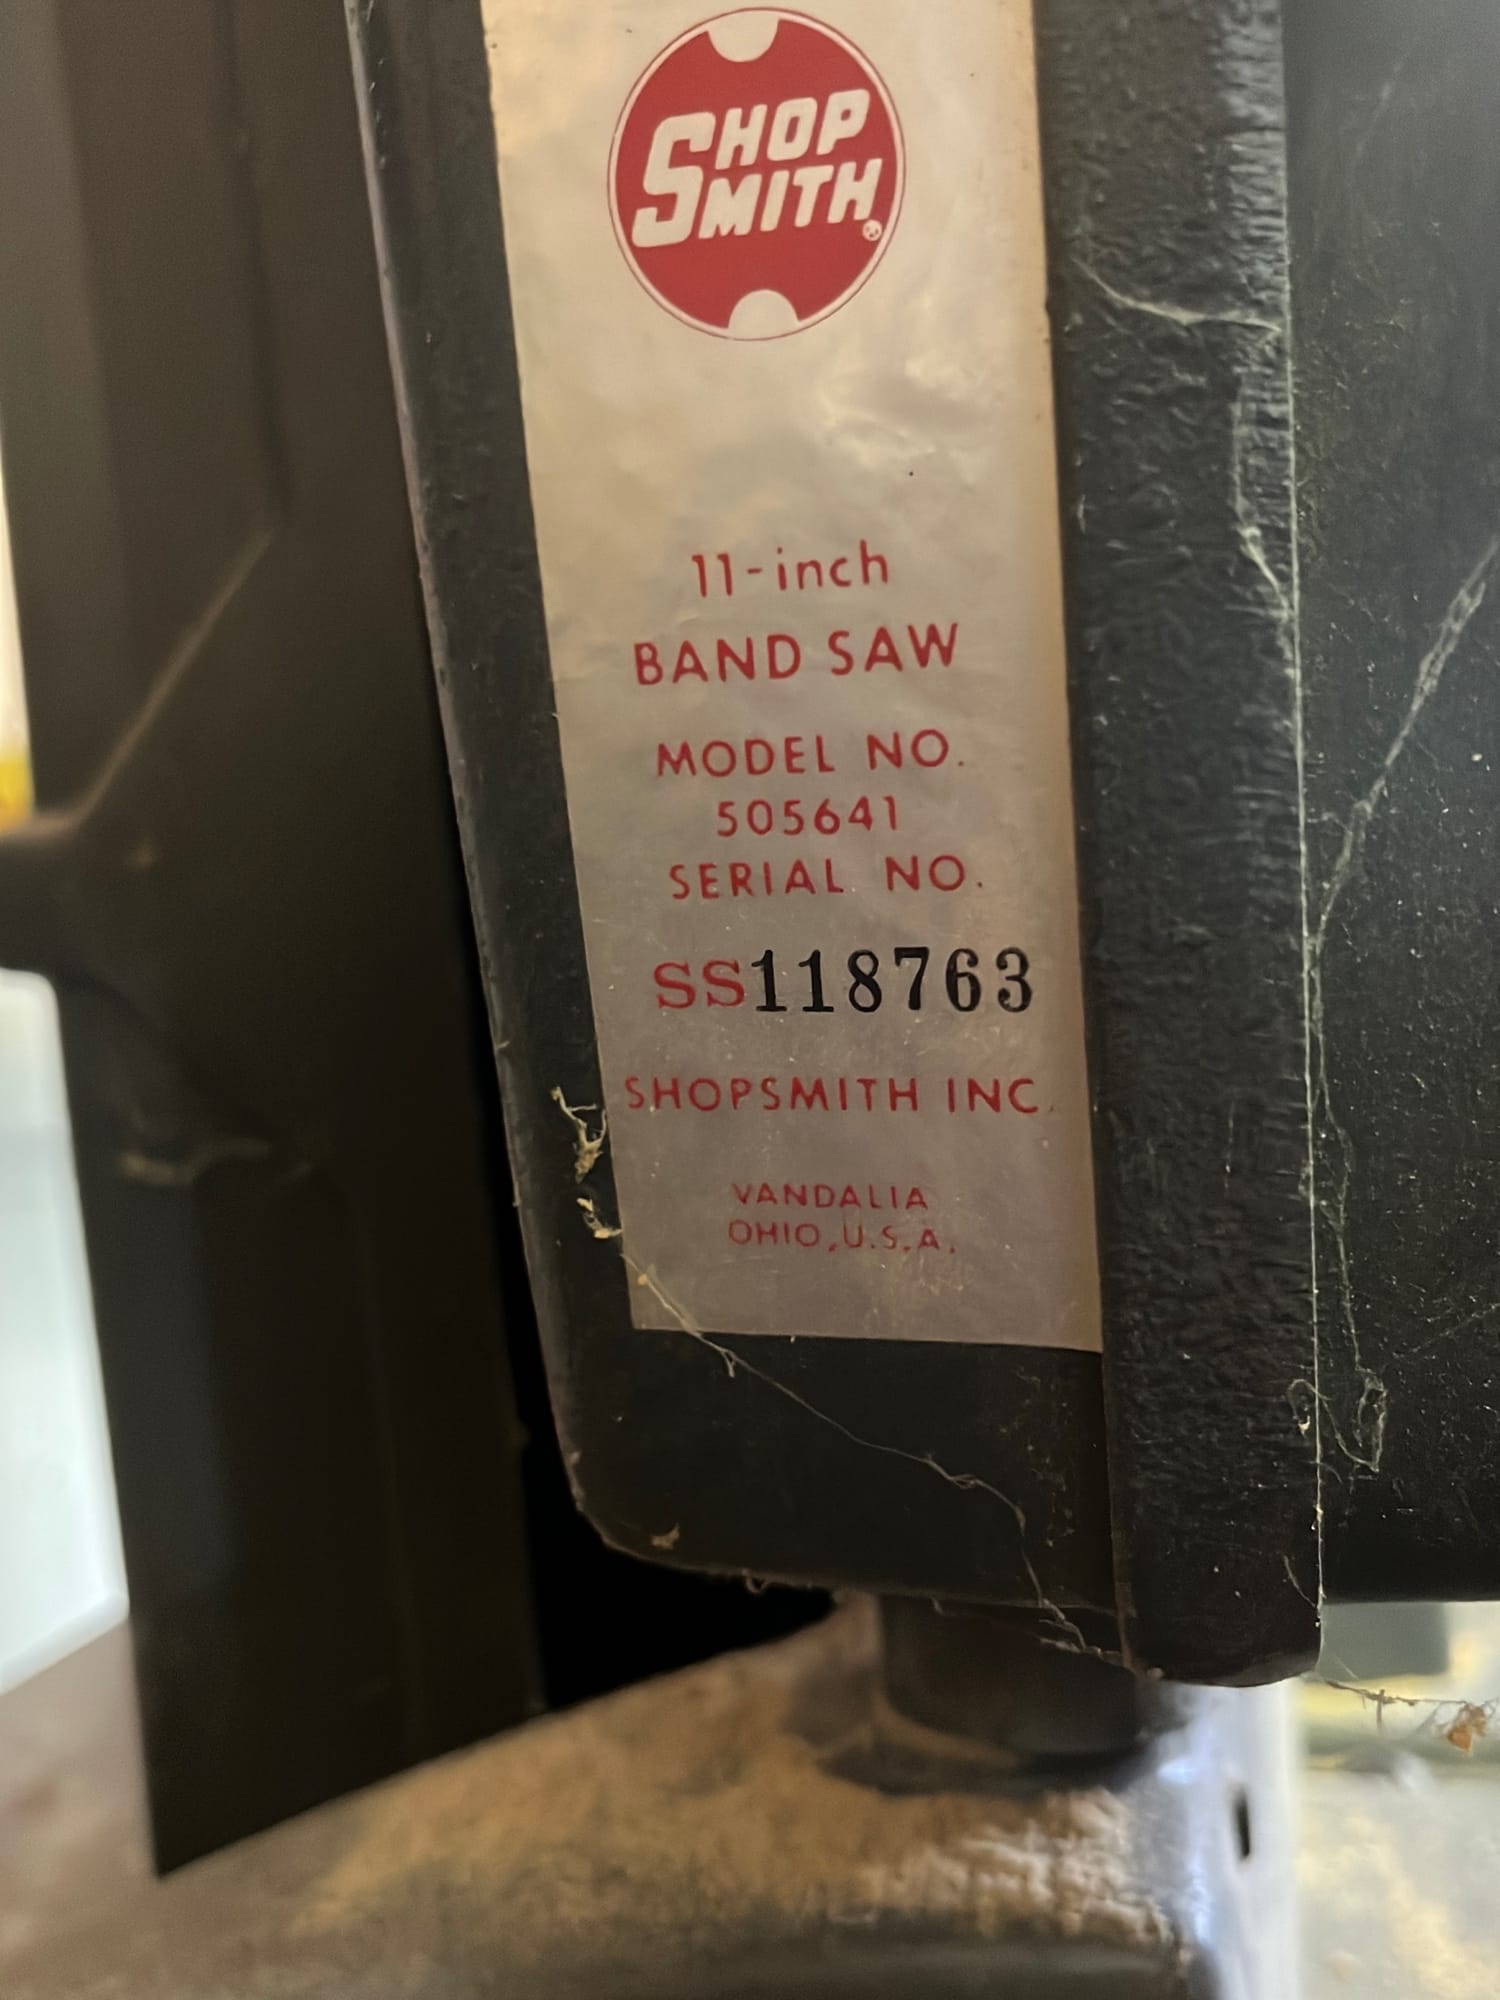 SHOP
SMITH®
11-inch
BAND SAW
MODEL NO.
505641
SERIAL NO.
SS118763
SHOPSMITH INC.
VANDALIA
OHIO, U.S.A.